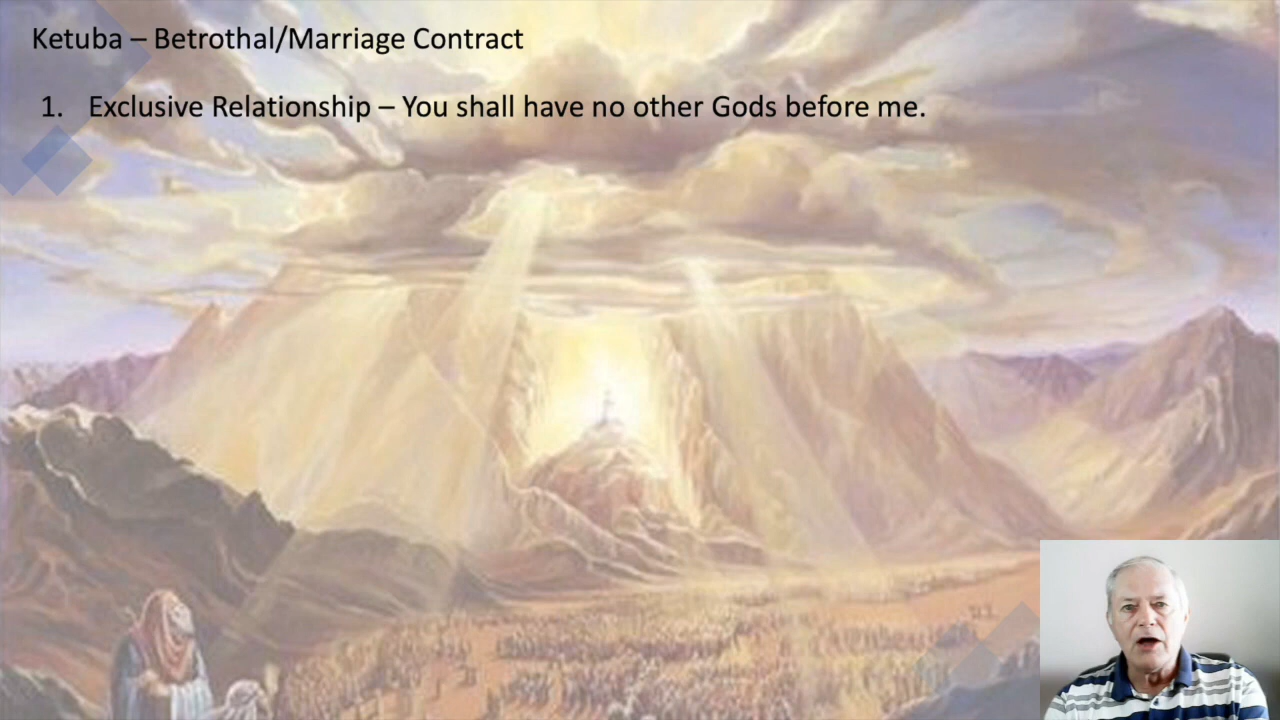 Ketuba – Betrothal/Marriage Contract
1. Exclusive Relationship – You shall have no other Gods before me.